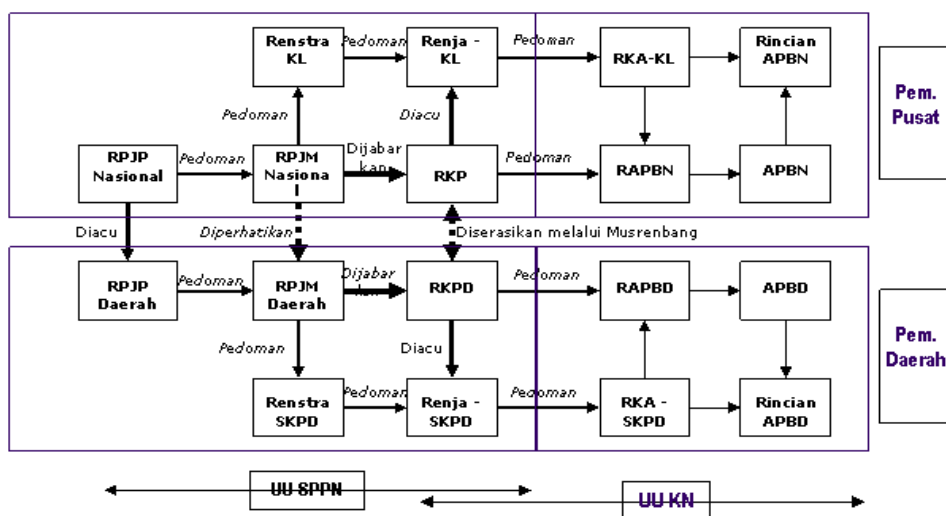 Renstra
KL
Pedoman
Renja -
KL
Pedoman
RKA-KL
Rincian
APBN
Pem.
Pusat
Pedoman
Diacu
RPJP
Nasional
Pedoman
RPJM
Nasiona
Dijabar
kan
RKP
Pedoman
RAPBN
APBN
Diacu
Diperhatikan
Diserasikan melalui Musrenbang
RPJP
Daerah
Pedoman
RPJM
Daerah
Dijabar
kan
RKPD
Pedoman
RAPBD
APBD
Pem.
Daerah
Pedoman
Diacu
Renstra
SKPD
Pedoman
Renja -
SKPD
Pedoman
RKA -
SKPD
Rincian
APBD
UU SPPN
UU KN